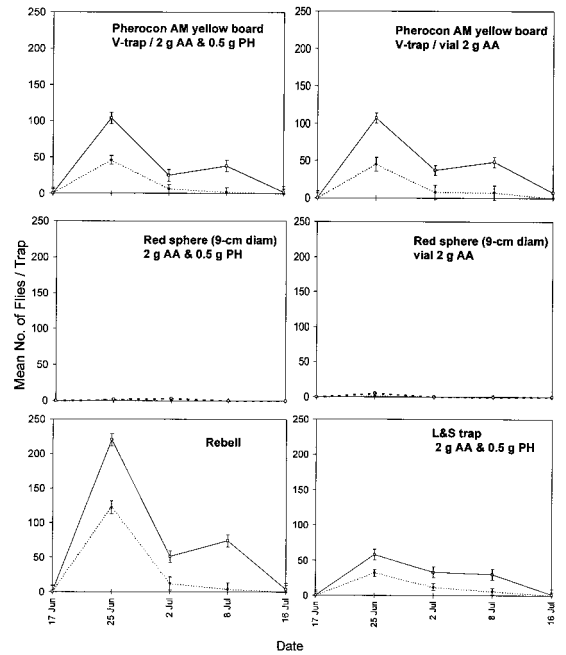 Pherocon AM yellow board
V-trap / 2 g AA & 0.5 g PH
250
200
150
100
50
0
Pherocon AM yellow board
V-trap / vial 2 g AA
250
200
150
100
50
0
Mean No. of Flies / Trap
Red sphere (9-cm diam)
2 g AA & 0.5 g PH
250
200
150
100
50
0
Red sphere (9-cm diam)
vial 2 g AA
250
200
150
100
50
0
Rebell
250
200
150
100
50
0
17 Jun
25 Jun
2 Jul
8 Jul
16 Jul
L&S trap
2 g AA & 0.5 g PH
250
200
150
100
50
0
17 Jun
25 Jun
2 Jul
8 Jul
16 Jul
Date